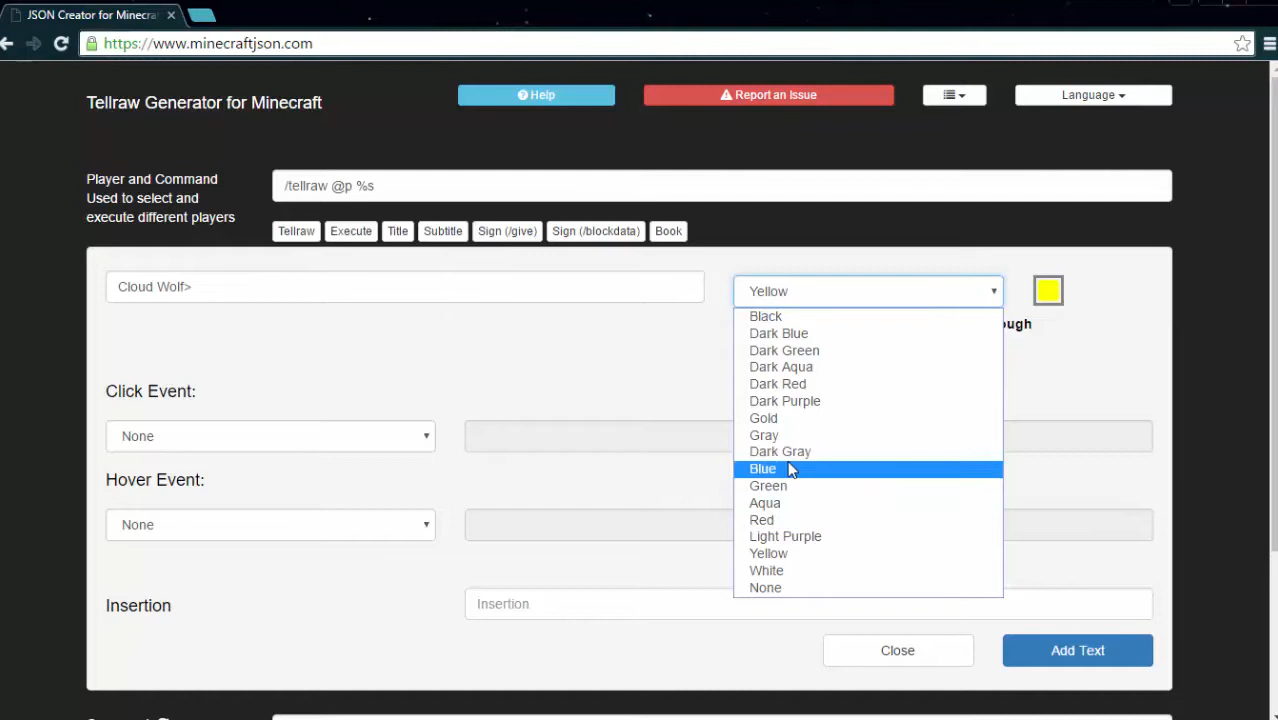 JSON Creator for Minecra
https://www.minecraftjson.com
Tellraw Generator for Minecraft
Help
Report an Issue
Language
Player and Command
Used to select and
execute different players
/tellraw @p %s
Tellraw
Execute
Title
Subtitle
Sign (/give)
Sign (/blockdata)
Book
Cloud Wolf>
Yellow
ough
Black
Dark Blue
Dark Green
Dark Aqua
Dark Red
Dark Purple
Gold
Gray
Dark Gray
Blue
Green
Aqua
Red
Light Purple
Yellow
White
None
Click Event:
None
Hover Event:
None
Insertion
Insertion
Close
Add Text